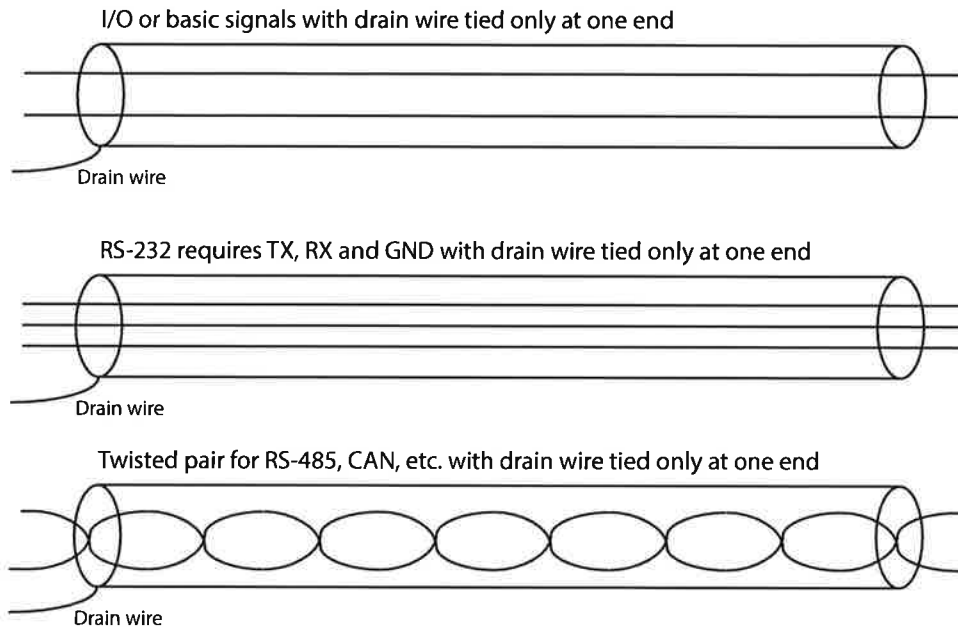 I/O or basic signals with drain wire tied only at one end
Drain wire
RS-232 requires TX, RX and GND with drain wire tied only at one end
Drain wire
Twisted pair for RS-485, CAN, etc. with drain wire tied only at one end
Drain wire